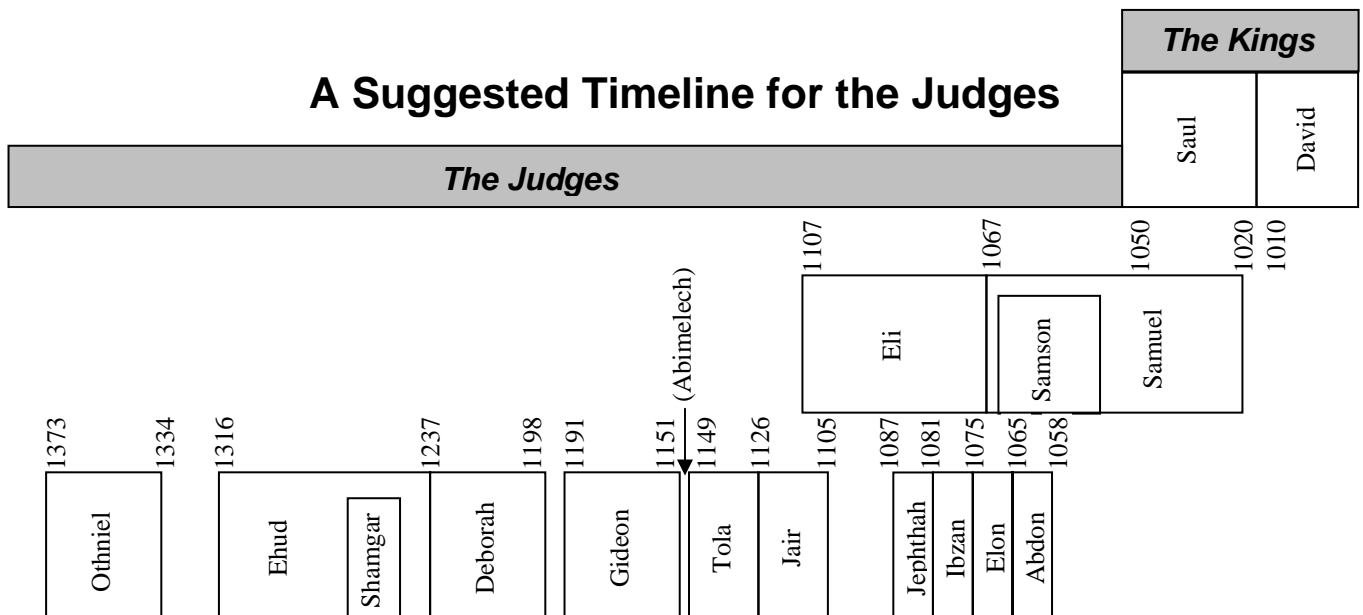 The Kings
A Suggested Timeline for the Judges
Saul
David
The Judges
1107
1067
1050
1020
1010
(Abimelech)
Eli
Samson
Samuel
1373
1334
1316
1237
1198
1191
1151
1149
1126
1105
1087
1081
1075
1065
1058
Othniel
Ehud
Shamgar
Deborah
Gideon
Tola
Jair
Jephthah
Ibzan
Elon
Abdon